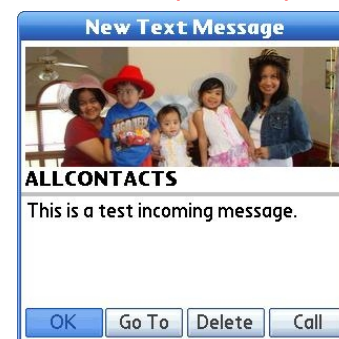 New Text Message
ALLCONTACTS
This is a test incoming message.
OK Go To Delete Call